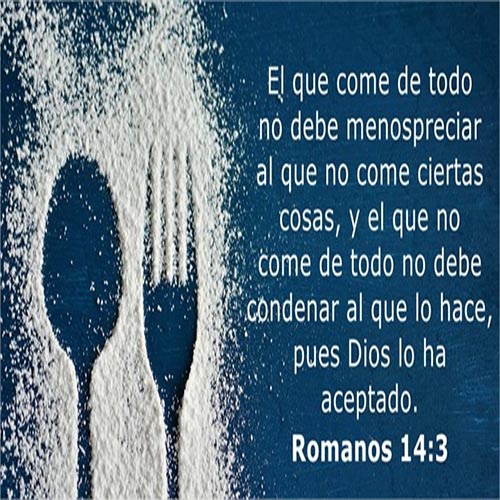 El que come de todo
no debe menospreciar
al que no come ciertas
cosas, y el que no
come de todo no debe
condenar al que lo hace,
pues Dios lo ha
aceptado.
Romanos 14:3